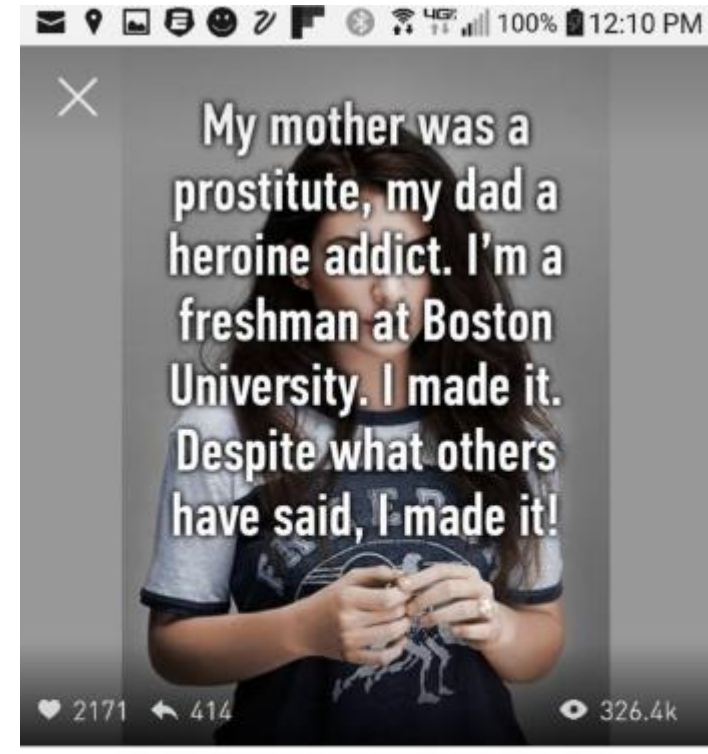 4G 100% 12:10 PM
My mother was a
prostitute, my dad a
heroine addict. I'm a
freshman at Boston
University. I made it.
Despite what others
have said, I made it!
2171 414 326.4k